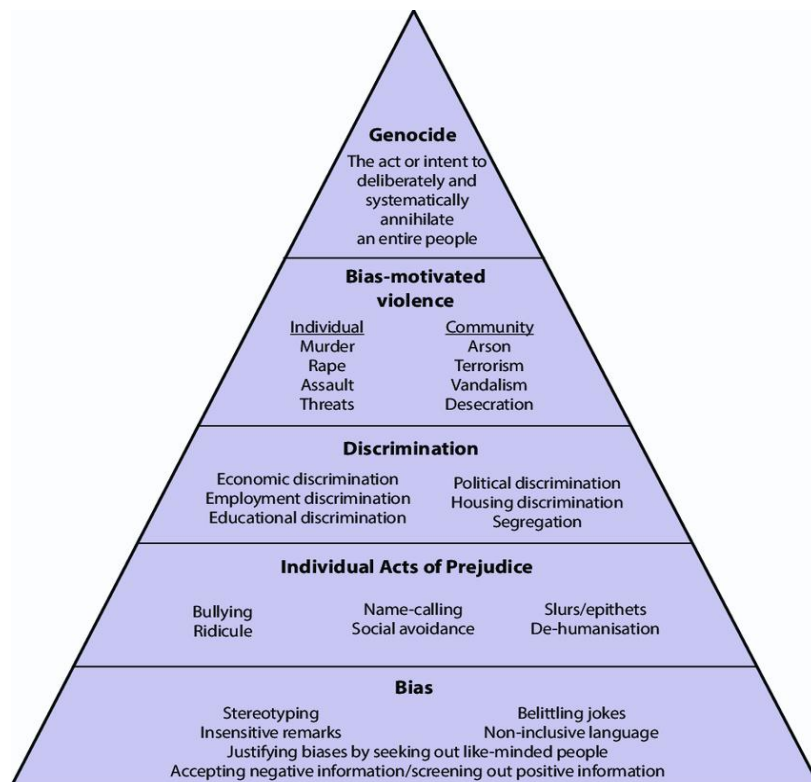 Genocide
The act or intent to
deliberately and
systematically
annihilate
an entire people
Bias-motivated
violence
Individual
Murder
Rape
Assault
Threats
Community
Arson
Terrorism
Vandalism
Desecration
Discrimination
Economic discrimination
Employment discrimination
Educational discrimination
Political discrimination
Housing discrimination
Segregation
Individual Acts of Prejudice
Bullying
Ridicule
Name-calling
Social avoidance
Slurs/epithets
De-humanisation
Bias
Stereotyping
Insensitive remarks
Belittling jokes
Non-inclusive language
Justifying biases by seeking out like-minded people
Accepting negative information/screening out positive information